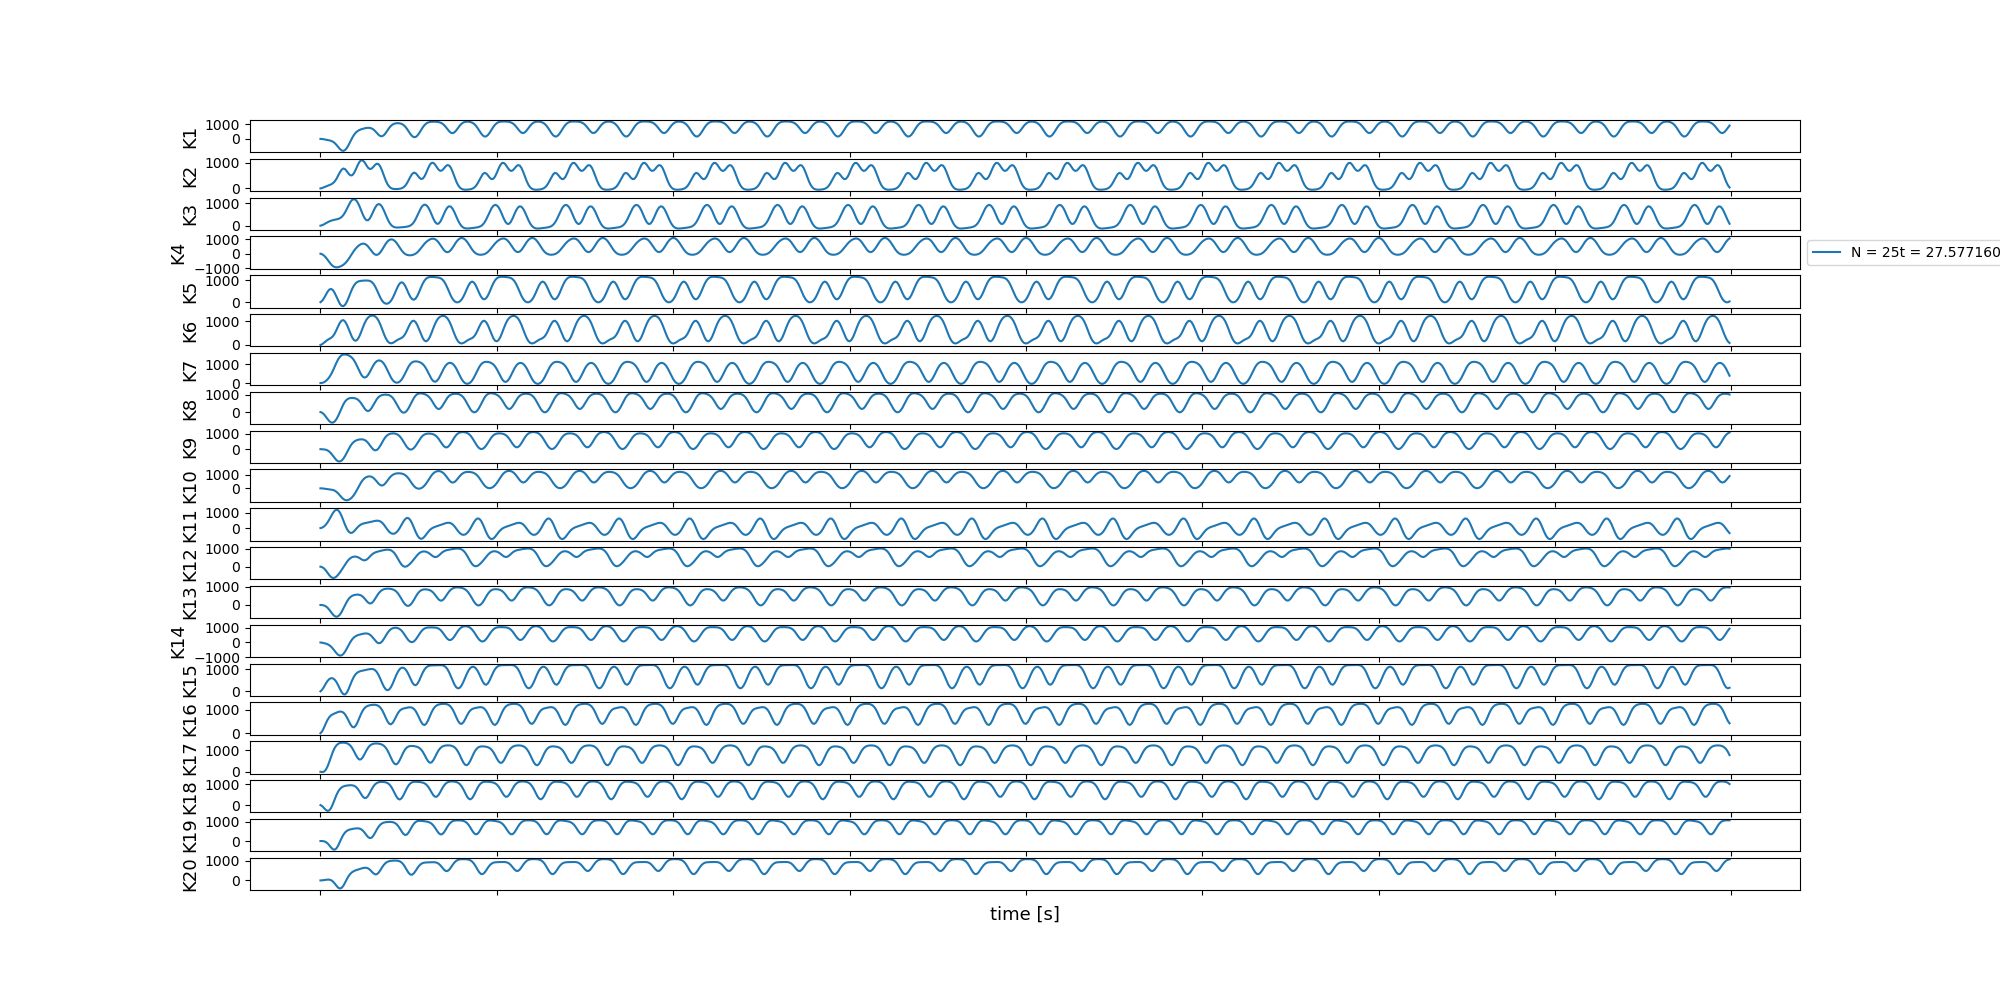 K1 1000 0
K2 1000 0
K3 1000 0
K4 1000 0 −1000
N = 25t = 27.577160
K5 1000 0
K6 1000 0
K7 1000 0
K8 1000 0
K9 1000 0
K10 1000 0
K11 1000 0
K12 1000 0
K13 1000 0
K14 1000 0 −1000
K15 1000 0
K16 1000 0
K17 1000 0
K18 1000 0
K19 1000 0
K20 1000 0
time [s]